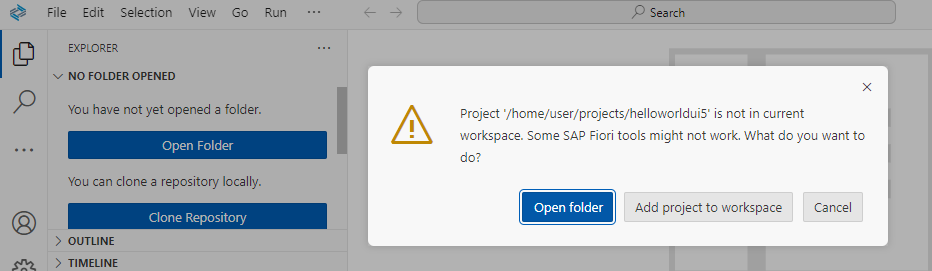 File Edit Selection View Go Run ···
Search
EXPLORER ···
NO FOLDER OPENED
You have not yet opened a folder.
Open Folder
You can clone a repository locally.
Clone Repository
OUTLINE
TIMELINE
Project '/home/user/projects/helloworldui5' is not in current
workspace. Some SAP Fiori tools might not work. What do you want to
do?
Open folder Add project to workspace Cancel